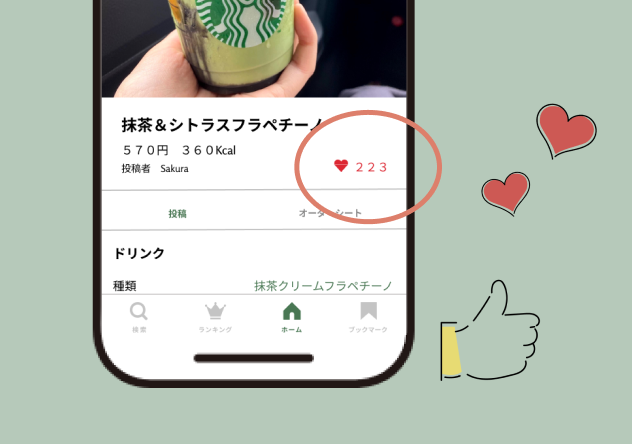 抹茶＆シトラスフラペチーノ
５７０円　３６０Kcal
投稿者　Sakura
２２３
投稿
オーダーシート
ドリンク
種類
抹茶クリームフラペチーノ
検索
ランキング
ホーム
ブックマーク